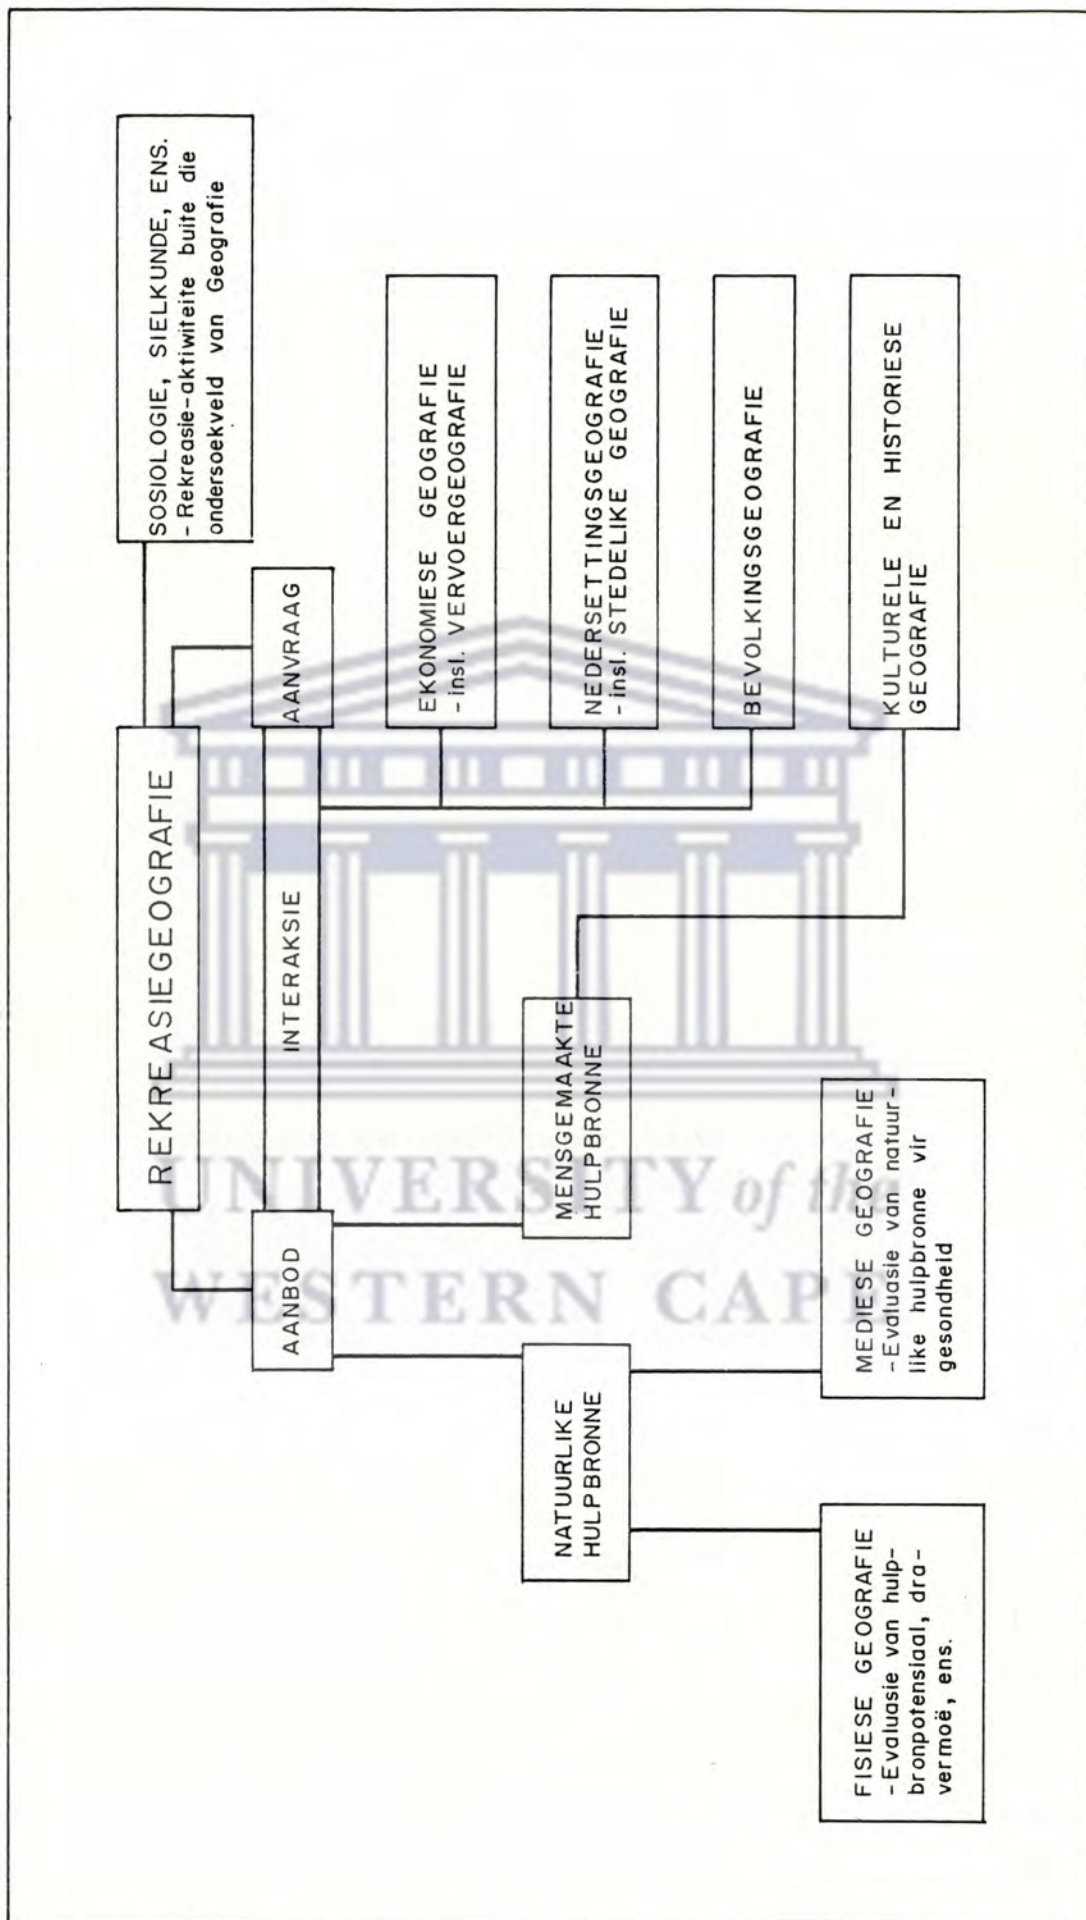 REKREASIEGEOGRAFIE
SOSIOLOGIE, SIELKUNDE, ENS.
- Rekreasie-aktiwiteite buite die
ondersoekveld van Geografie
AANBOD
INTERAKSIE
AANVRAAG
EKONOMIESE GEOGRAFIE
- insl. VERVOERGEOGRAFIE
NATUURLIKE
HULPBRONNE
MENSGEMAAKTE
HULPBRONNE
NEDERSETTINGSGEOGRAFIE
- insl. STEDELIKE GEOGRAFIE
BEVOLKINGSGEOGRAFIE
FISIESE GEOGRAFIE
- Evaluasie van hulp-
bronpotensiaal, dra-
vermoë, ens.
MEDIESE GEOGRAFIE
- Evaluasie van natuur-
like hulpbronne vir
gesondheid
KULTURELE EN HISTORIESE
GEOGRAFIE
UNIVERSITY of the
WESTERN CAPE